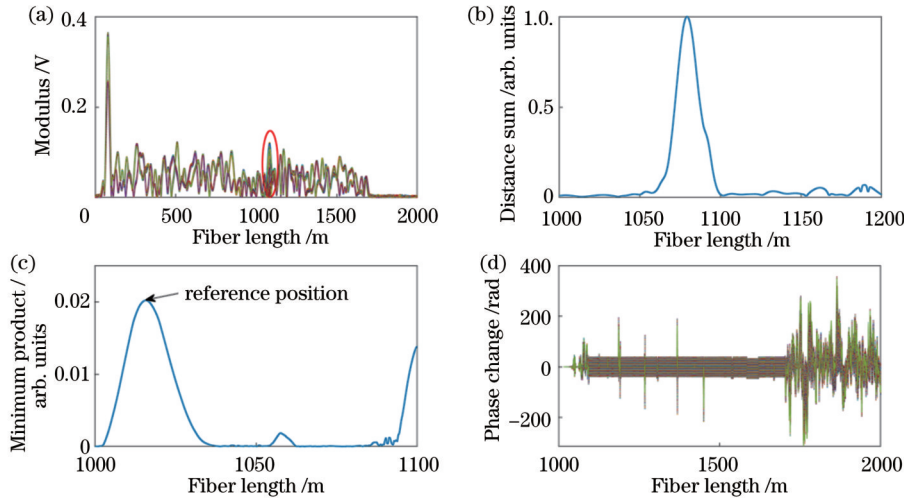 (a)
0.4
0.2
0
0
500
1000
1500
2000
Modulus /V
Fiber length /m
(b)
1.0
0.5
0.
1000
1050
1100
1150
1200
Distance sum /arb. units
Fiber length /m
(c)
0.02
0.01
0
1000
1050
1100
Minimum product /
arb. units
reference position
Fiber length /m
(d)
400
200
0
−200
1000
1500
2000
Phase change /rad
Fiber length /m